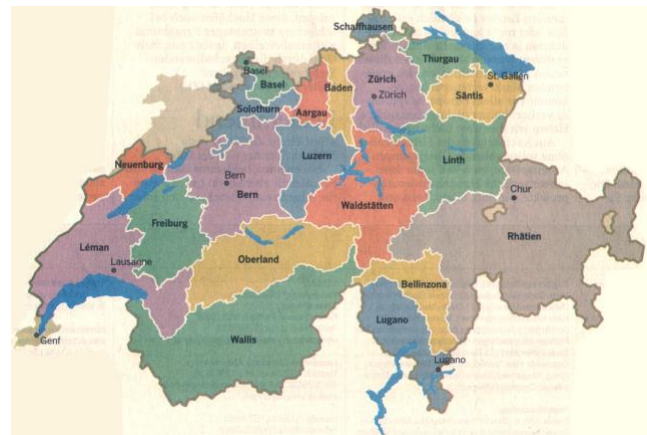 Schaffhausen
Basel
Basel
Baden
Zürich
Zürich
Thurgau
St. Gallen
Säntis
Solothurn
Aargau
Neuenburg
Bern
Bern
Luzern
Linth
Waldstätten
Chur
Freiburg
Rhätien
Léman
Lausanne
Oberland
Bellinzona
Lugano
Genf
Wallis
Lugano